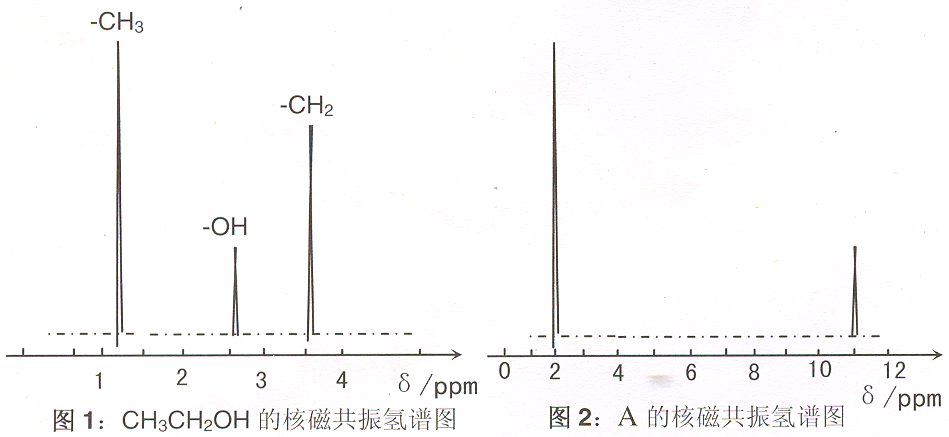 -CH₃
-CH₂
-OH
1 2 3 4 δ/ppm
图 1：CH₃CH₂OH 的核磁共振氢谱图
0 2 4 6 8 10 12
δ/ppm
图 2：A 的核磁共振氢谱图